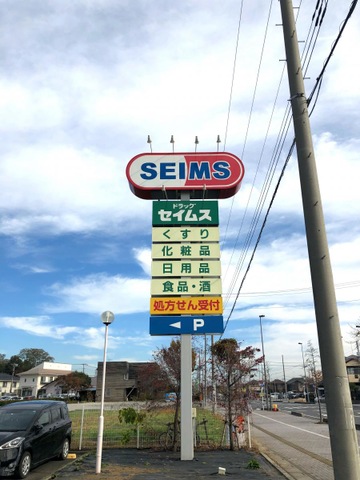 SEIMS
ドラッグ
セイムス
くすり
化粧品
日用品
食品・酒
処方せん受付
◀ P